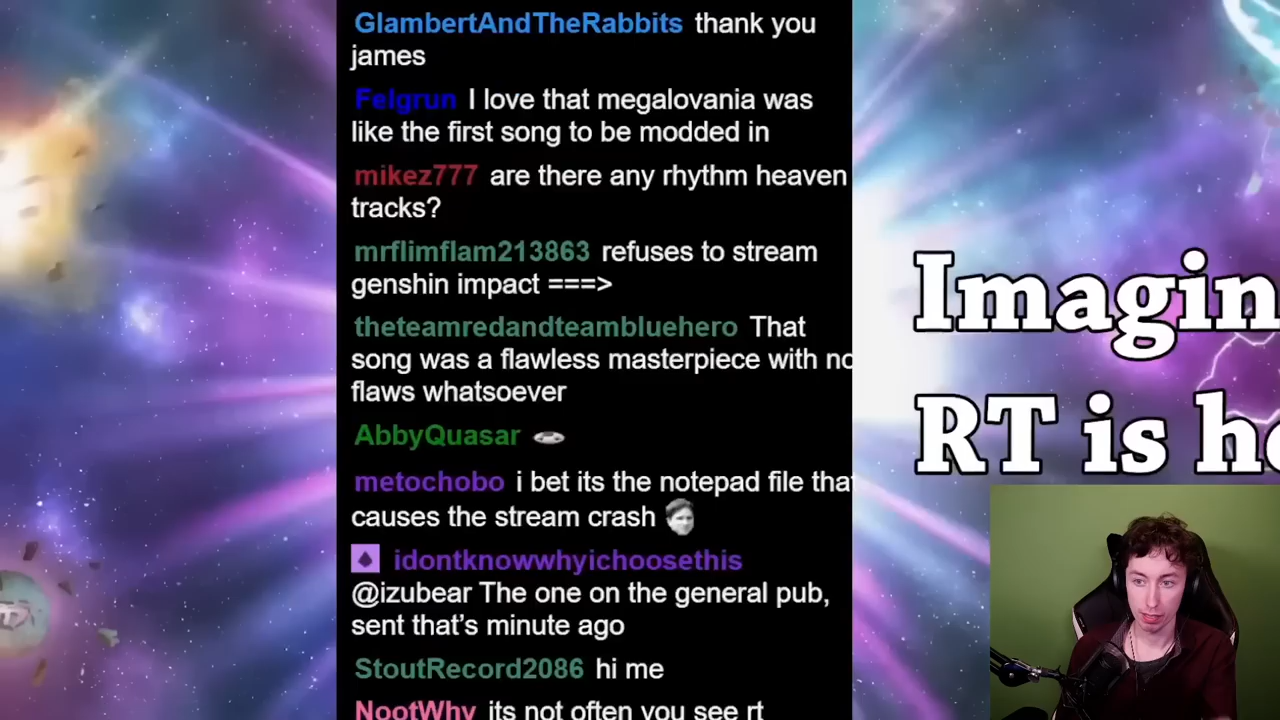 GlambertAndTheRabbits thank you
james
Felgrun I love that megalovania was
like the first song to be modded in
mikez777 are there any rhythm heaven
tracks?
mrflimflam213863 refuses to stream
genshin impact ===>
theteamredandteambluehero That
song was a flawless masterpiece with no
flaws whatsoever
AbbyQuasar
metochobo i bet its the notepad file that
causes the stream crash
idontknowwhyichoosethis
@izubear The one on the general pub,
sent that's minute ago
StoutRecord2086 hi me
NootWhy its not often you see rt
Imagin
RT is he